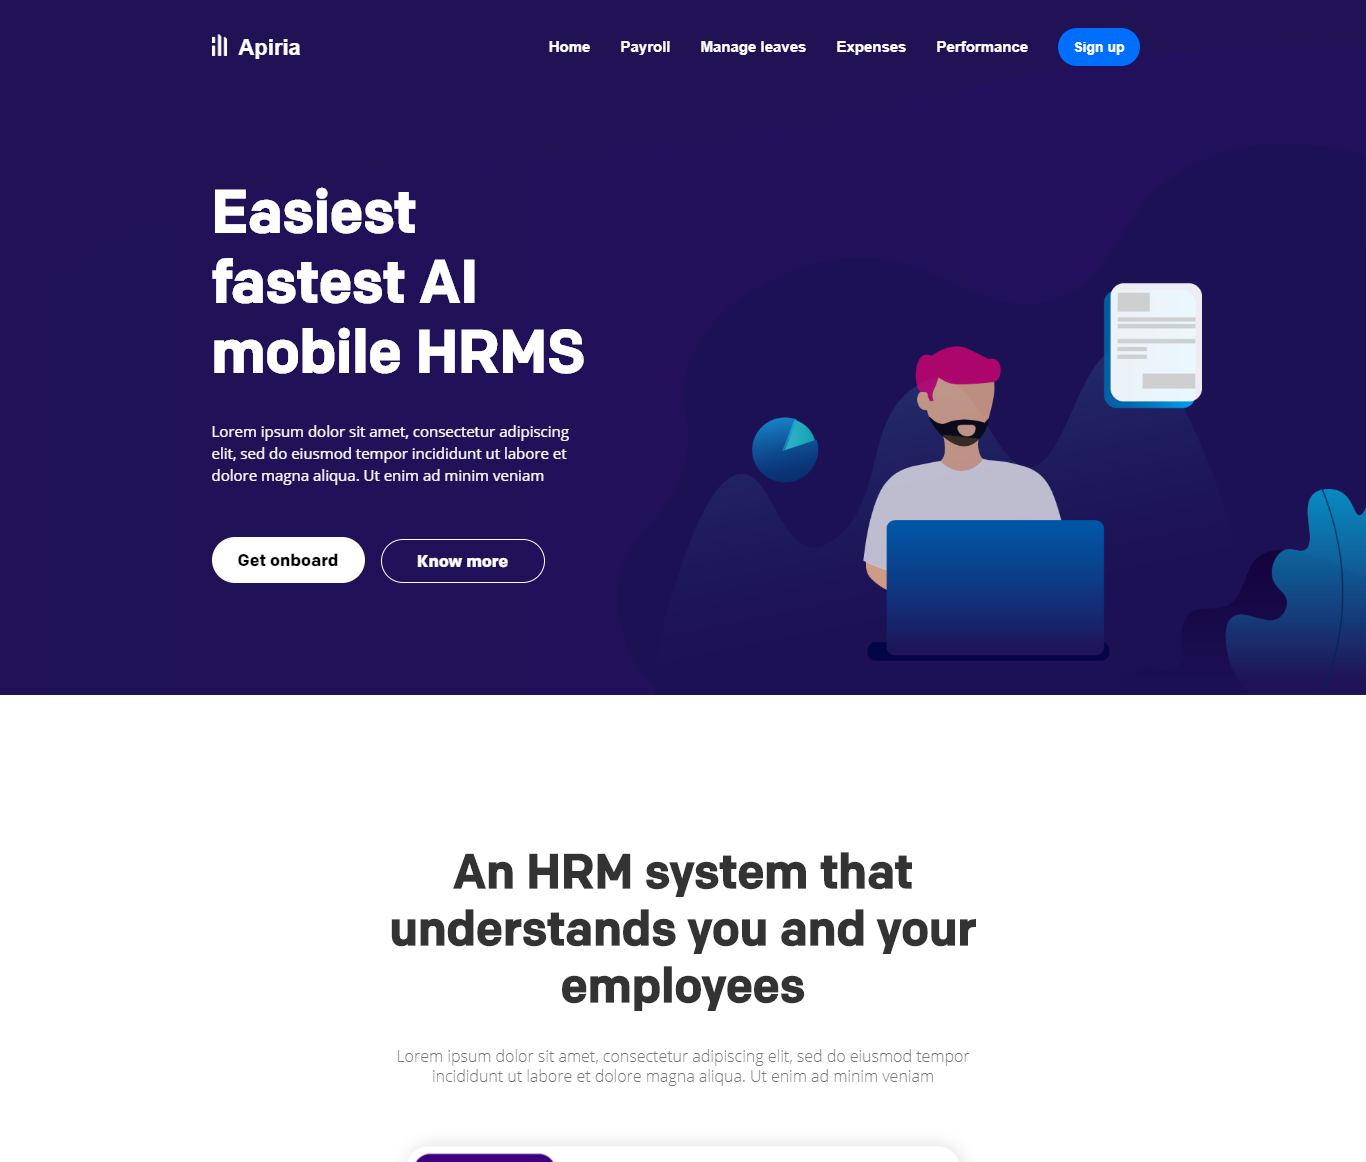 Apiria
Home Payroll Manage leaves Expenses Performance Sign up
Easiest
fastest AI
mobile HRMS
Lorem ipsum dolor sit amet, consectetur adipiscing
elit, sed do eiusmod tempor incididunt ut labore et
dolore magna aliqua. Ut enim ad minim veniam
Get onboard Know more
An HRM system that
understands you and your
employees
Lorem ipsum dolor sit amet, consectetur adipiscing elit, sed do eiusmod tempor
incididunt ut labore et dolore magna aliqua. Ut enim ad minim veniam